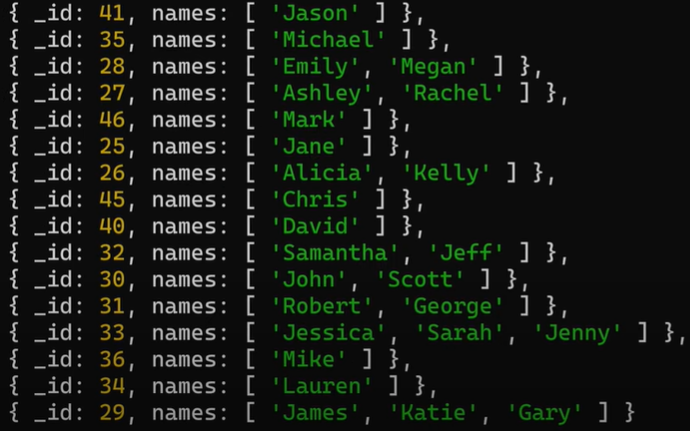 { _id: 41, names: [ 'Jason' ] },
{ _id: 35, names: [ 'Michael' ] },
{ _id: 28, names: [ 'Emily', 'Megan' ] },
{ _id: 27, names: [ 'Ashley', 'Rachel' ] },
{ _id: 46, names: [ 'Mark' ] },
{ _id: 25, names: [ 'Jane' ] },
{ _id: 26, names: [ 'Alicia', 'Kelly' ] },
{ _id: 45, names: [ 'Chris' ] },
{ _id: 40, names: [ 'David' ] },
{ _id: 32, names: [ 'Samantha', 'Jeff' ] },
{ _id: 30, names: [ 'John', 'Scott' ] },
{ _id: 31, names: [ 'Robert', 'George' ] },
{ _id: 33, names: [ 'Jessica', 'Sarah', 'Jenny' ] },
{ _id: 36, names: [ 'Mike' ] },
{ _id: 34, names: [ 'Lauren' ] },
{ _id: 29, names: [ 'James', 'Katie', 'Gary' ] }